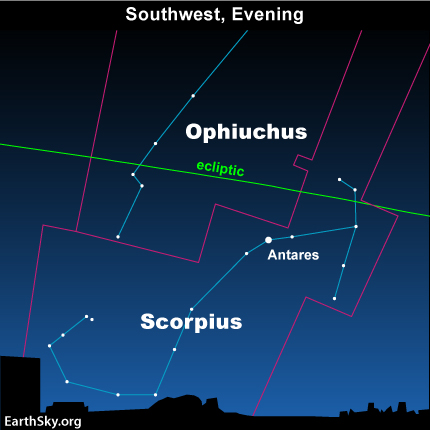 Southwest, Evening
Ophiuchus
ecliptic
Antares
Scorpius
EarthSky.org